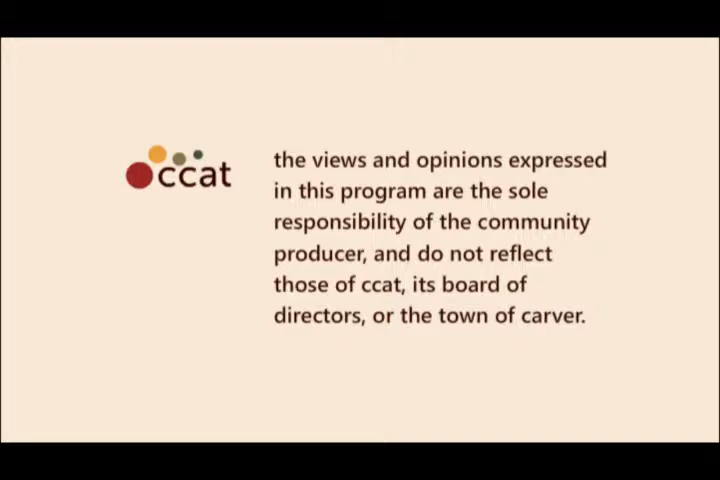 ccat
the views and opinions expressed
in this program are the sole
responsibility of the community
producer, and do not reflect
those of ccat, its board of
directors, or the town of carver.